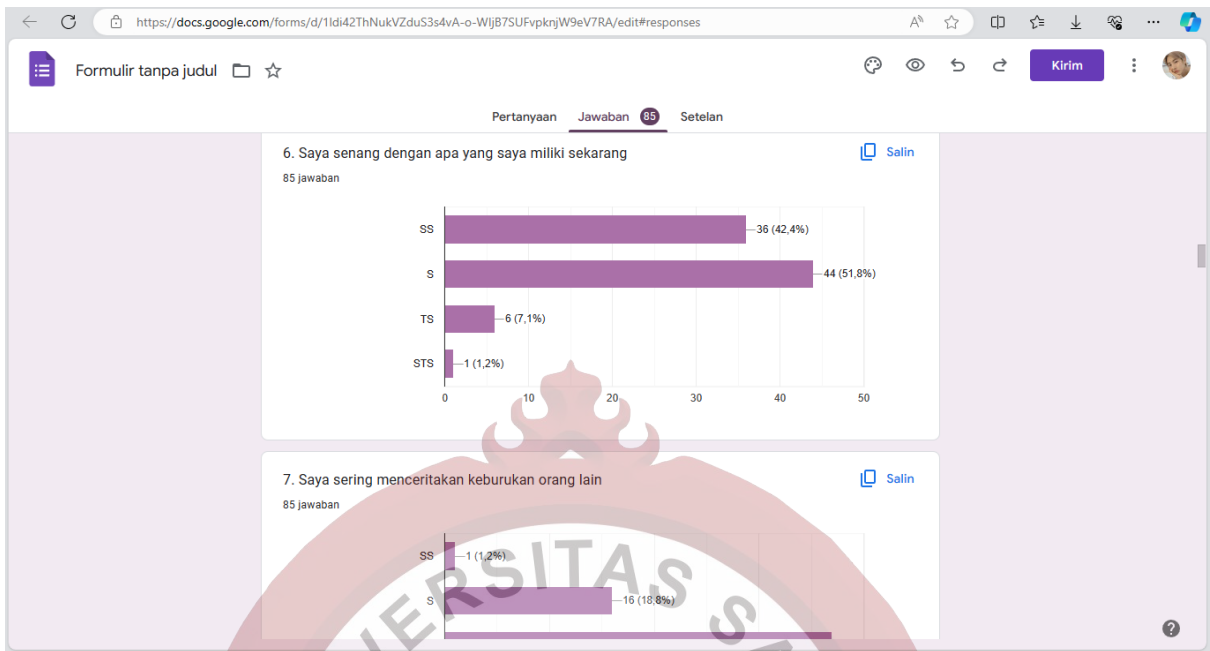 https://docs.google.com/forms/d/1Idi42ThNukVZduS3s4vA-o-WIjB7SUFvpknjW9eV7RA/edit#responses
Formulir tanpa judul
Kirim
Pertanyaan Jawaban 85 Setelan
6. Saya senang dengan apa yang saya miliki sekarang
Salin
85 jawaban
SS 36 (42,4%)
S 44 (51,8%)
TS 6 (7,1%)
STS 1 (1,2%)
0 10 20 30 40 50
7. Saya sering menceritakan keburukan orang lain
Salin
85 jawaban
SS 1 (1,2%)
S 16 (18,8%)